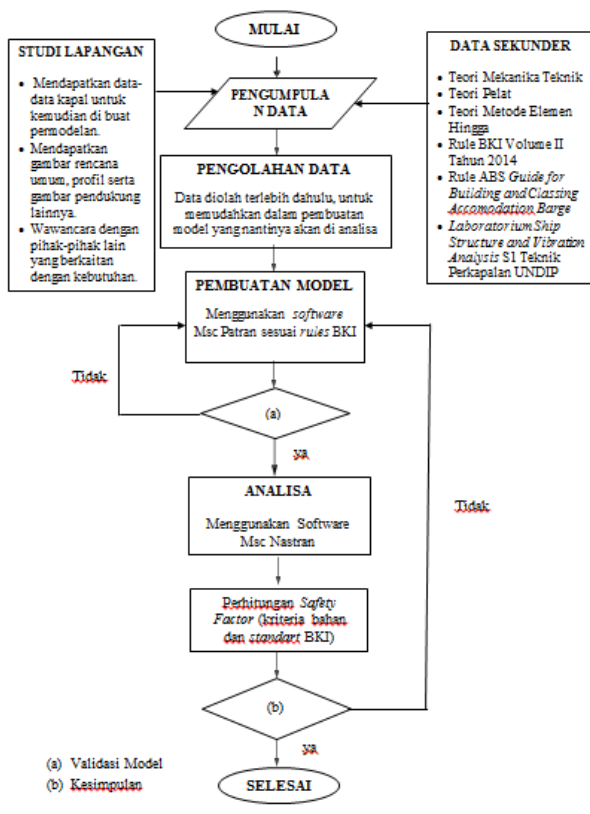 MULAI
STUDI LAPANGAN
• Mendapatkan data-
data kapal untuk
kemudian di buat
permodelan.
• Mendapatkan
gambar rencana
umum, profil serta
gambar pendukung
lainnya.
• Wawancara dengan
pihak-pihak lain
yang berkaitan
dengan kebutuhan.
DATA SEKUNDER
• Teori Mekanika Teknik
• Teori Pelat
• Teori Metode Elemen
Hingga
• Rule BKI Volume II
Tahun 2014
• Rule ABS Guide for
Building and Classing
Accomodation Barge
• Laboratorium Ship
Structure and Vibration
Analysis S1 Teknik
Perkapalan UNDIP
PENGUMPULA
N DATA
PENGOLAHAN DATA
Data diolah terlebih dahulu, untuk
memudahkan dalam pembuatan
model yang nantinya akan di analisa
PEMBUATAN MODEL
Menggunakan software
Msc Patran sesuai rules BKI
Tidak
(a)
ya
ANALISA
Menggunakan Software
Msc Nastran
Tidak
Perhitungan Safety
Factor (kriteria bahan
dan standart BKI)
(b)
ya
SELESAI
(a) Validasi Model
(b) Kesimpulan